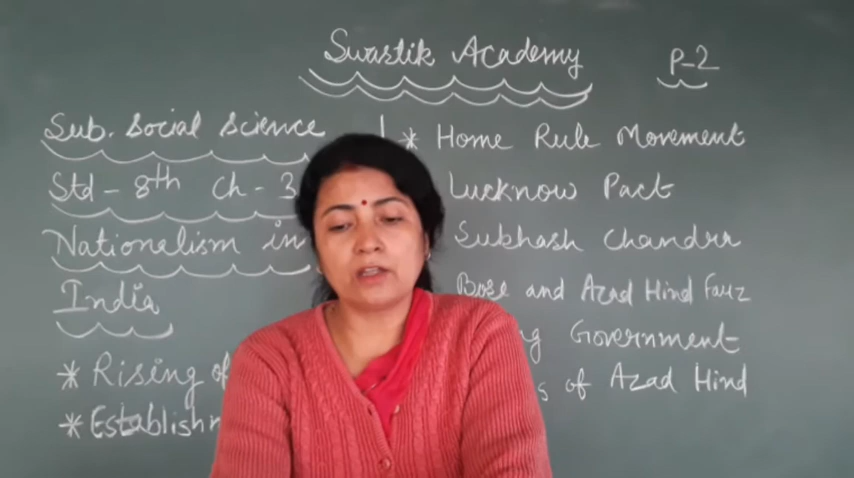 Swastik Academy
P-2
Sub. Social Science
Std - 8th Ch - 3
Nationalism in
India
* Rising of
* Establish
* Home Rule Movement
Lucknow Pact
Subhash Chandra
Bose and Azad Hind Fauz
Government
of Azad Hind